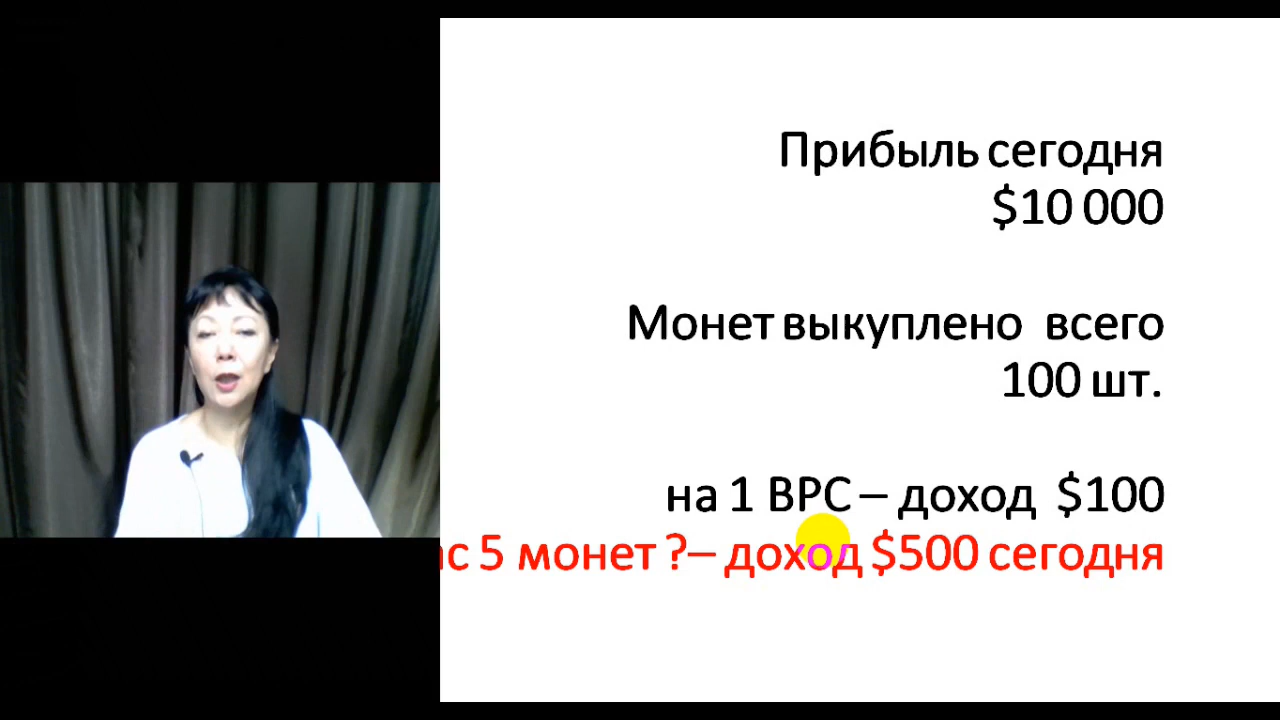 Прибыль сегодня
$10 000
Монет выкуплено всего
100 шт.
на 1 BPC – доход $100
ас 5 монет ?– доход $500 сегодня